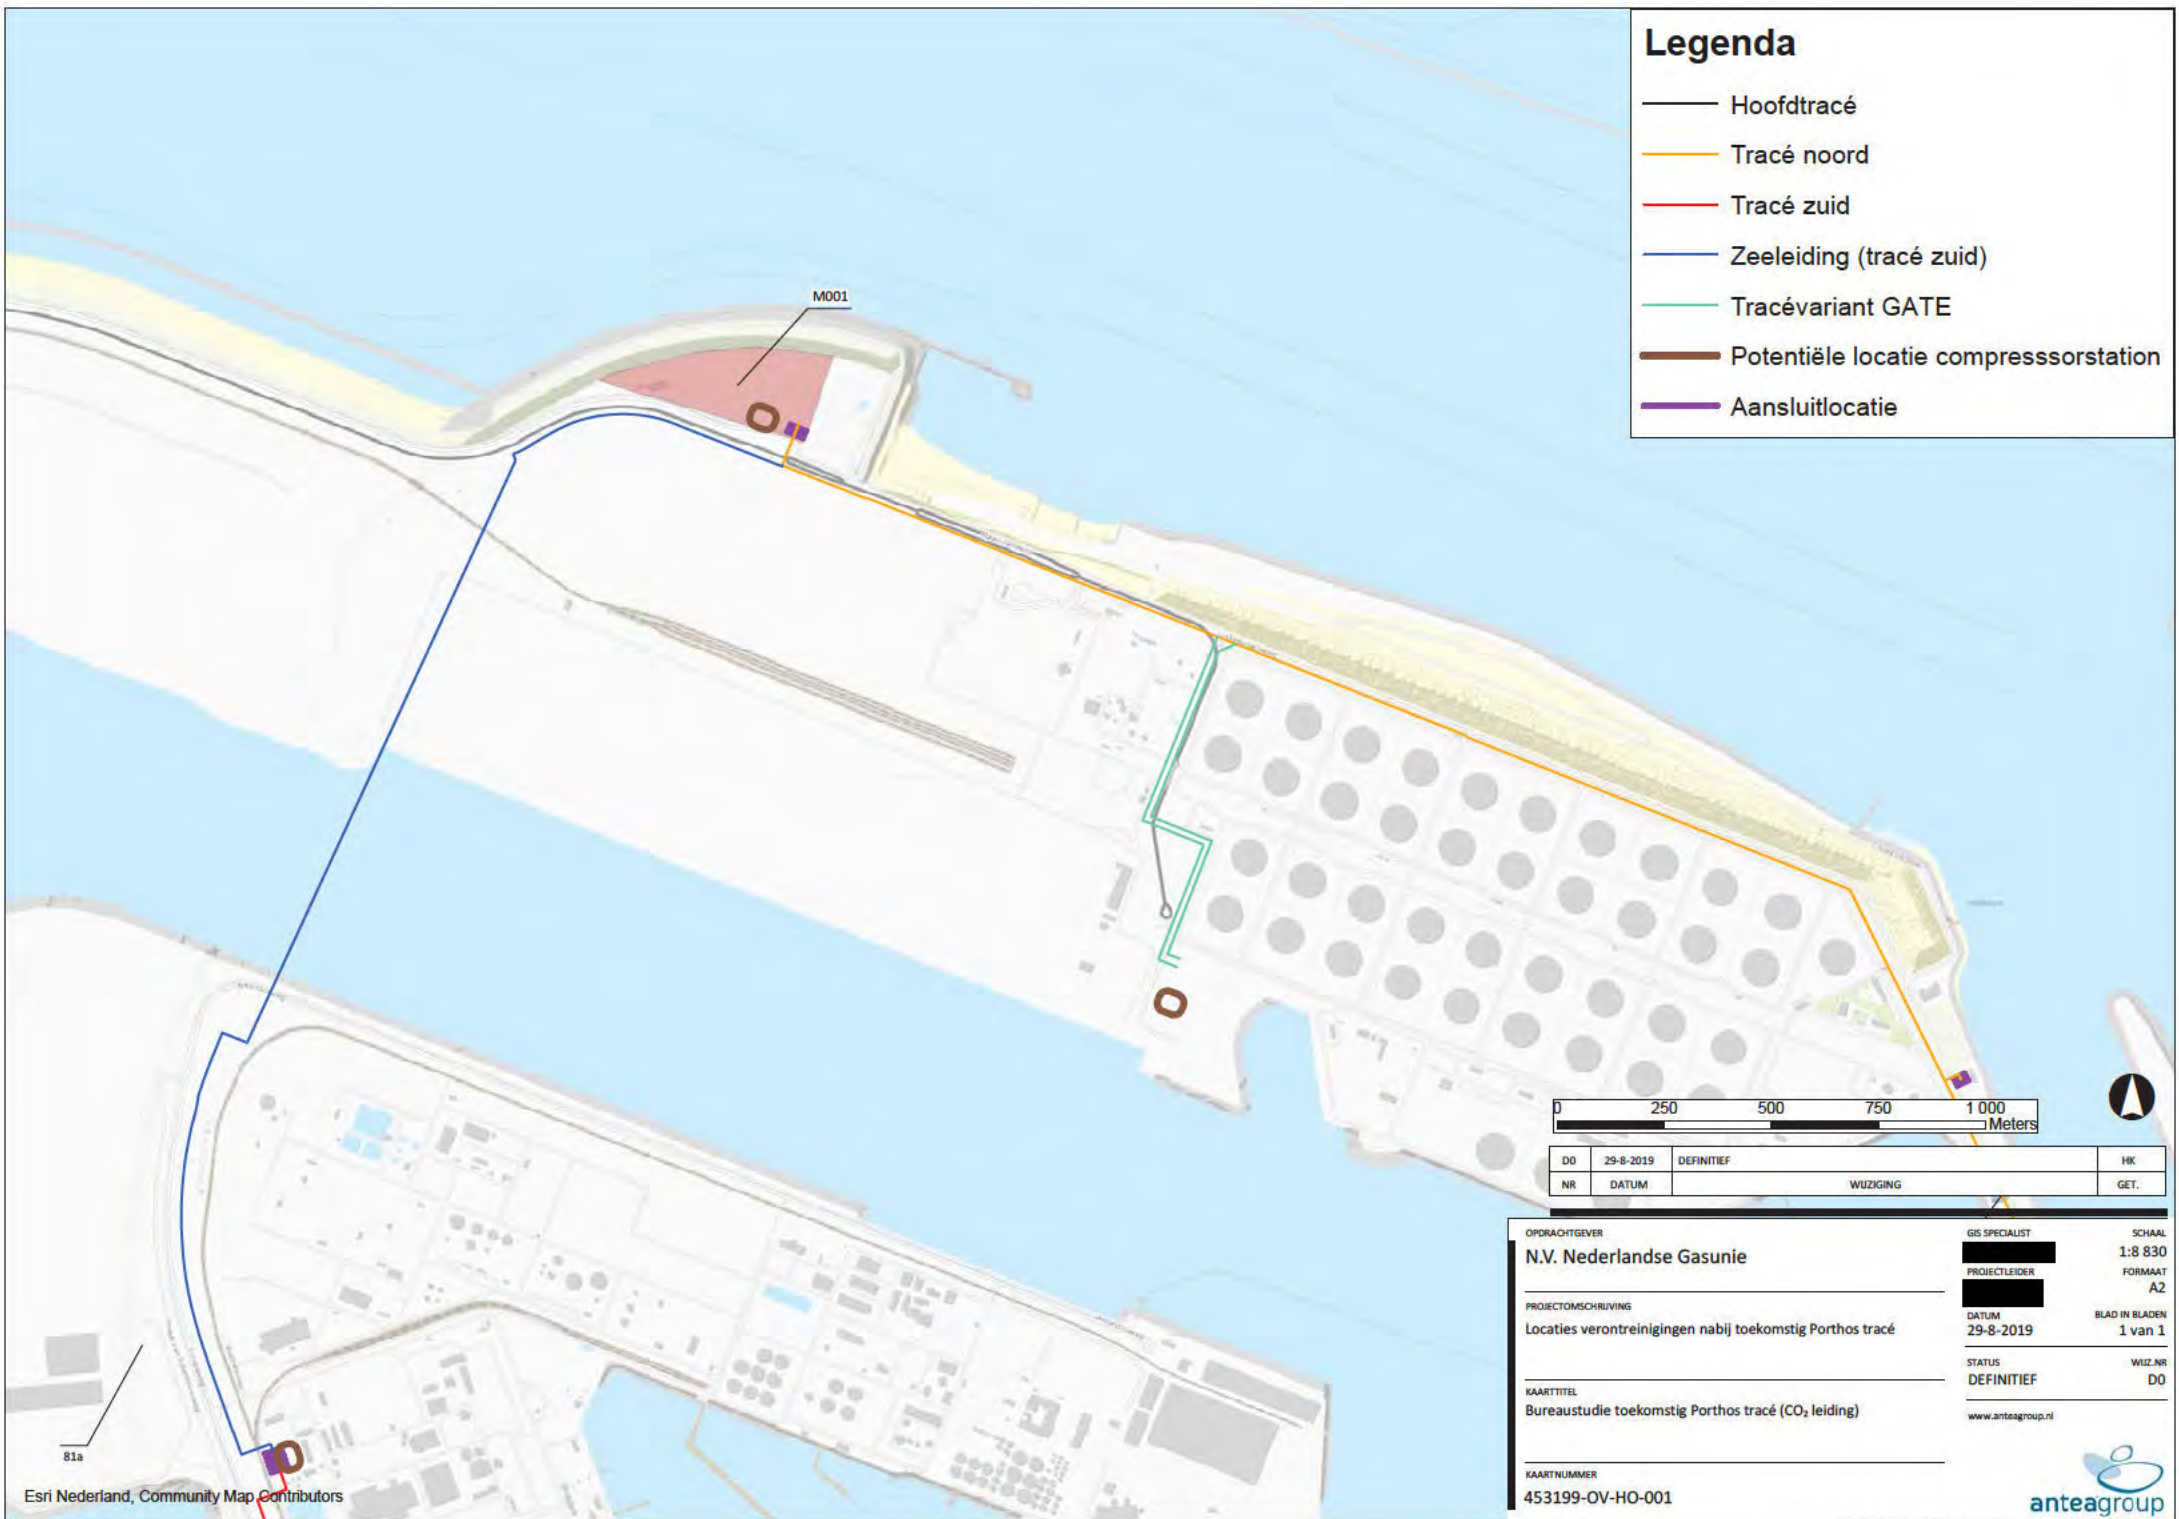 Legenda
Hoofdtracé
Tracé noord
Tracé zuid
Zeeleiding (tracé zuid)
Tracévariant GATE
Potentiële locatie compresssorstation
Aansluitlocatie
M001
81a
Esri Nederland, Community Map Contributors
0 250 500 750 1 000
Meters
D0 29-8-2019 DEFINITIEF HK
NR DATUM WIJZIGING GET.
OPDRACHTGEVER
N.V. Nederlandse Gasunie
PROJECTOMSCHRIJVING
Locaties verontreinigingen nabij toekomstig Porthos tracé
KAARTTITEL
Bureaustudie toekomstig Porthos tracé (CO₂ leiding)
KAARTNUMMER
453199-OV-HO-001
GIS SPECIALIST SCHAAL
1:8 830
PROJECTLEIDER FORMAAT
A2
DATUM BLAD IN BLADEN
29-8-2019 1 van 1
STATUS WIJZ.NR
DEFINITIEF D0
www.anteagroup.nl
anteagroup